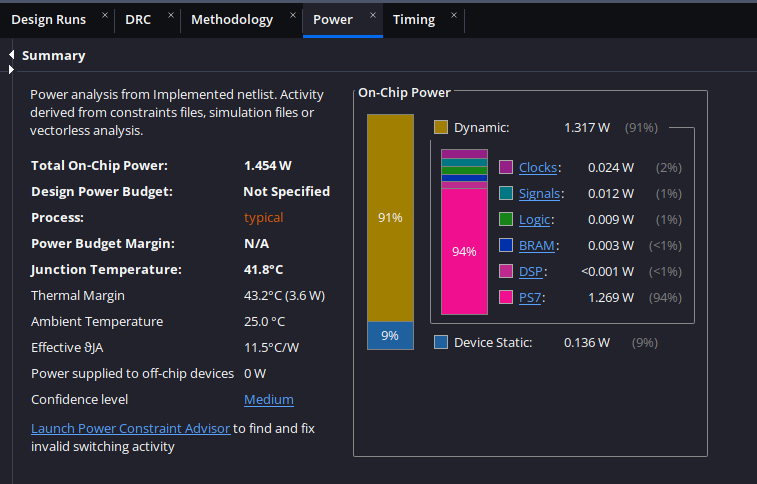 Design Runs DRC Methodology Power Timing
Summary
Power analysis from Implemented netlist. Activity
derived from constraints files, simulation files or
vectorless analysis.
Total On-Chip Power: 1.454 W
Design Power Budget: Not Specified
Process: typical
Power Budget Margin: N/A
Junction Temperature: 41.8°C
Thermal Margin 43.2°C (3.6 W)
Ambient Temperature 25.0 °C
Effective ϑJA 11.5°C/W
Power supplied to off-chip devices 0 W
Confidence level Medium
Launch Power Constraint Advisor to find and fix
invalid switching activity
On-Chip Power
91%
9%
Dynamic: 1.317 W (91%)
94%
Clocks: 0.024 W (2%)
Signals: 0.012 W (1%)
Logic: 0.009 W (1%)
BRAM: 0.003 W (<1%)
DSP: <0.001 W (<1%)
PS7: 1.269 W (94%)
Device Static: 0.136 W (9%)